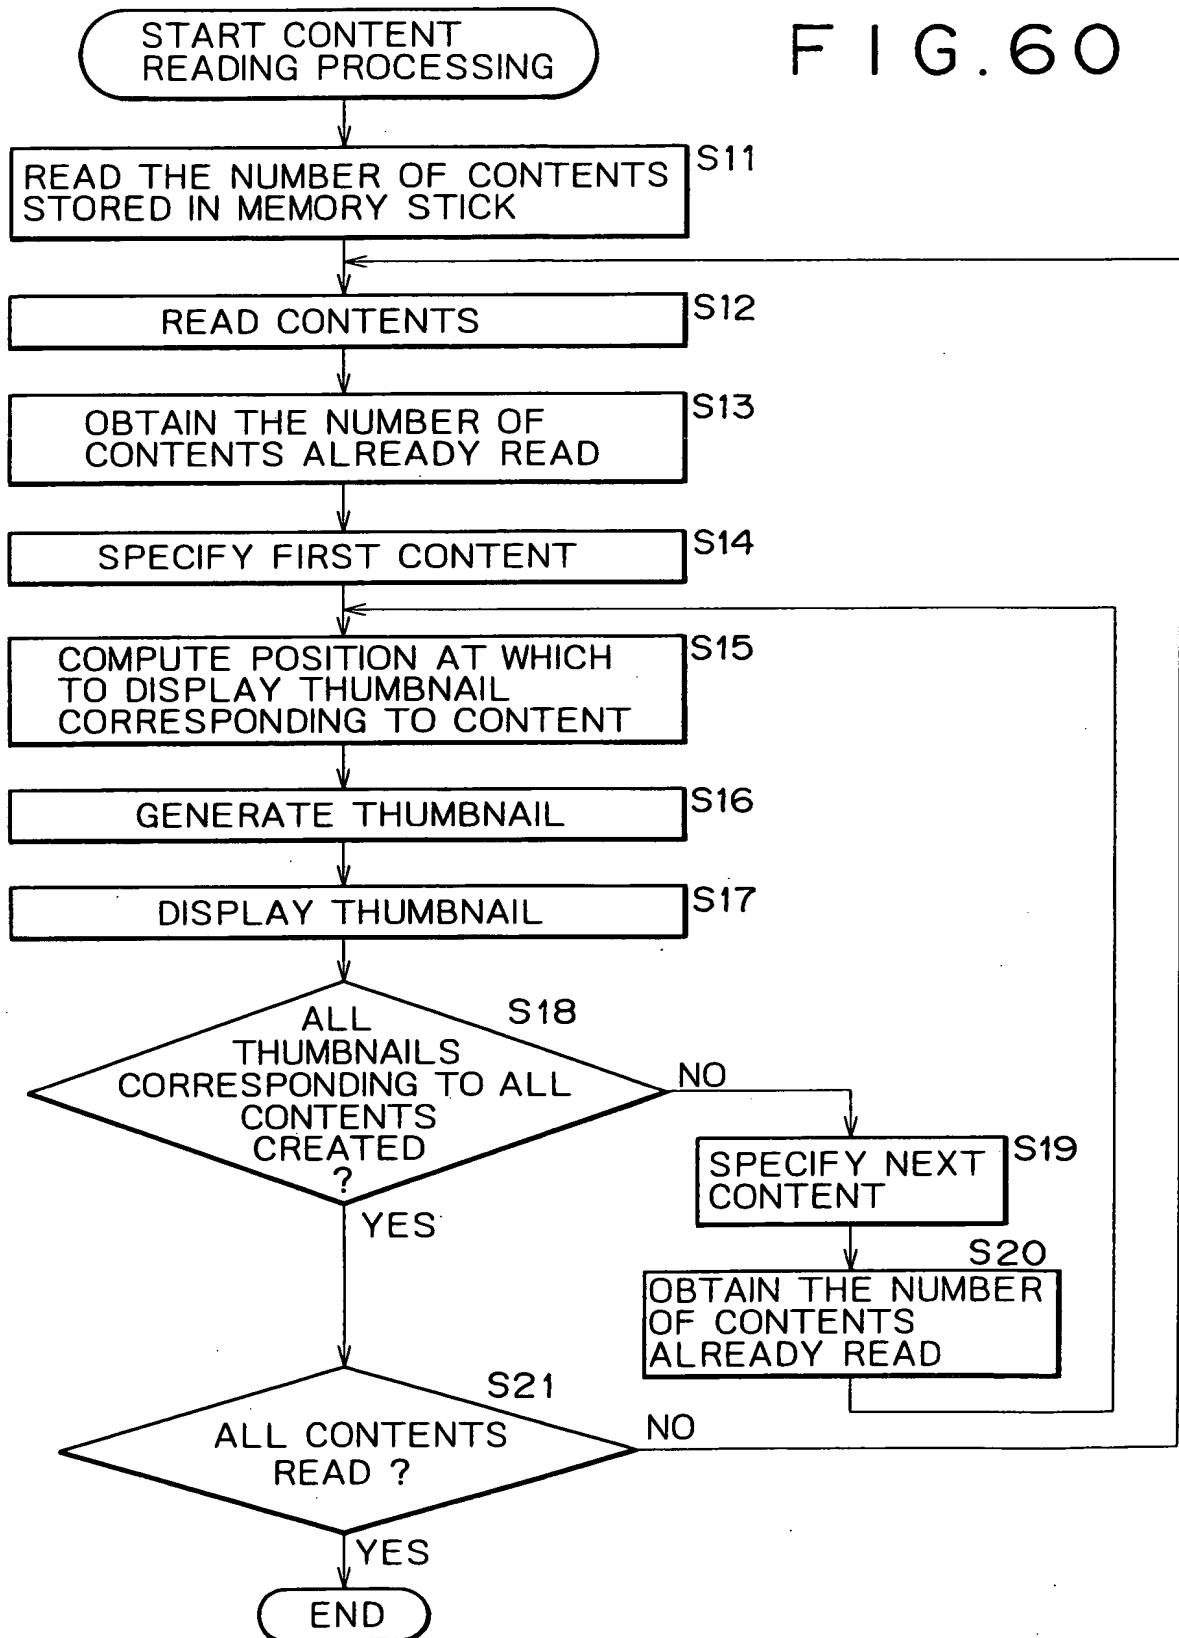 FIG.60
START CONTENT
READING PROCESSING
S11
READ THE NUMBER OF CONTENTS
STORED IN MEMORY STICK
S12
READ CONTENTS
S13
OBTAIN THE NUMBER OF
CONTENTS ALREADY READ
S14
SPECIFY FIRST CONTENT
S15
COMPUTE POSITION AT WHICH
TO DISPLAY THUMBNAIL
CORRESPONDING TO CONTENT
S16
GENERATE THUMBNAIL
S17
DISPLAY THUMBNAIL
S18
ALL
THUMBNAILS
CORRESPONDING TO ALL
CONTENTS
CREATED
?
NO
YES
S19
SPECIFY NEXT
CONTENT
S20
OBTAIN THE NUMBER
OF CONTENTS
ALREADY READ
S21
ALL CONTENTS
READ ?
NO
YES
END